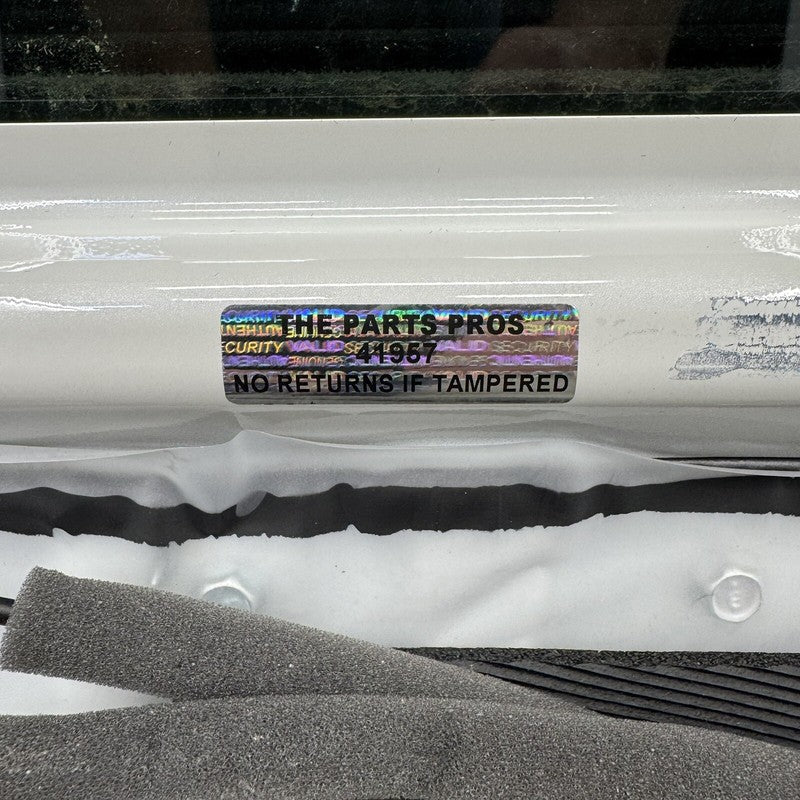 THE PARTS PROS
41957
NO RETURNS IF TAMPERED